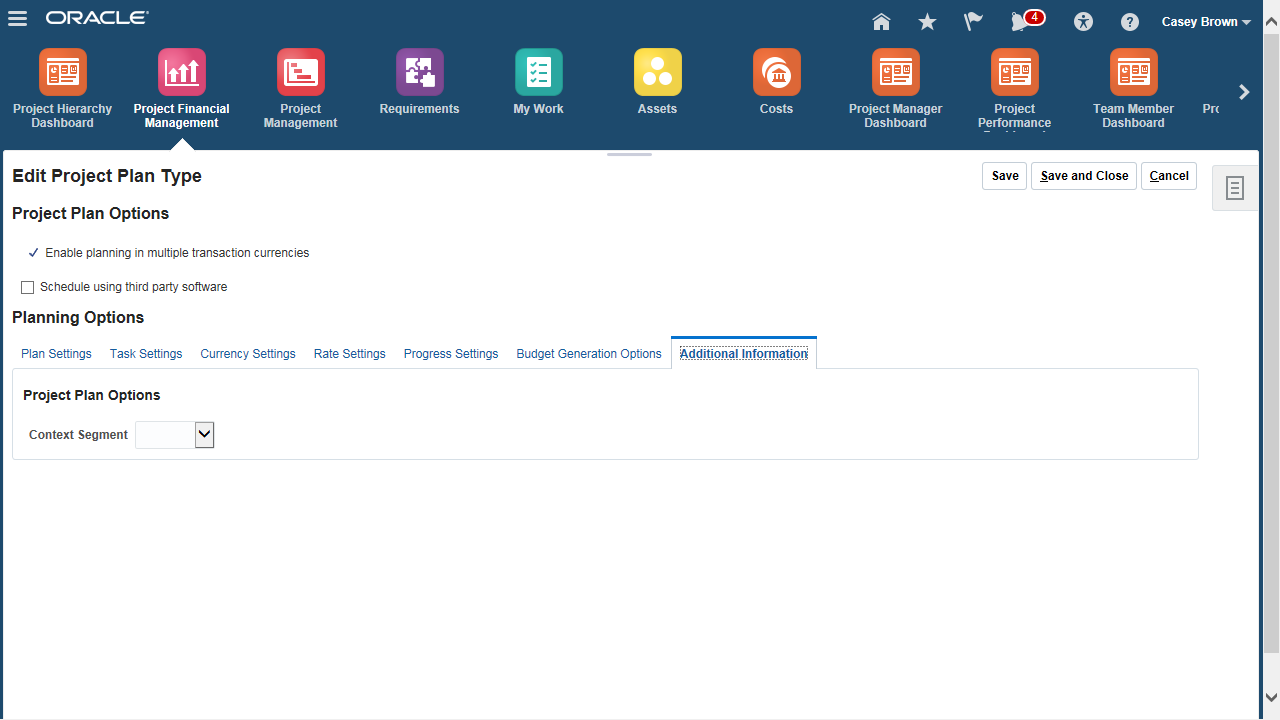 ORACLE
4
Casey Brown
Project Hierarchy
Dashboard
Project Financial
Management
Project
Management
Requirements
My Work
Assets
Costs
Project Manager
Dashboard
Project
Performance
Team Member
Dashboard
Edit Project Plan Type
Save
Save and Close
Cancel
Project Plan Options
Enable planning in multiple transaction currencies
Schedule using third party software
Planning Options
Plan Settings
Task Settings
Currency Settings
Rate Settings
Progress Settings
Budget Generation Options
Additional Information
Project Plan Options
Context Segment